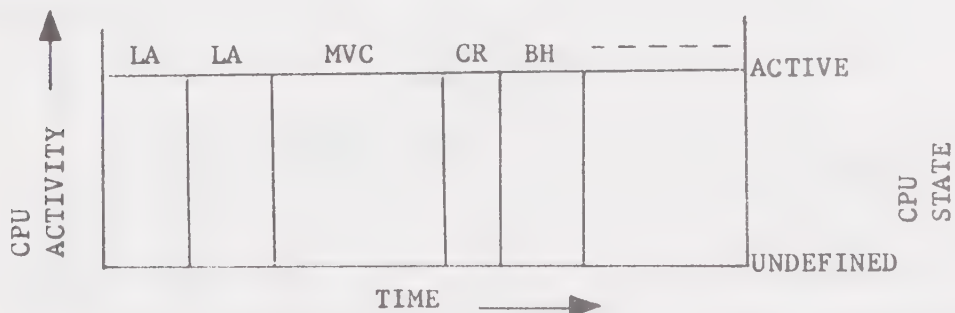 LA LA MVC CR BH
ACTIVE
CPU
ACTIVITY
CPU
STATE
UNDEFINED
TIME